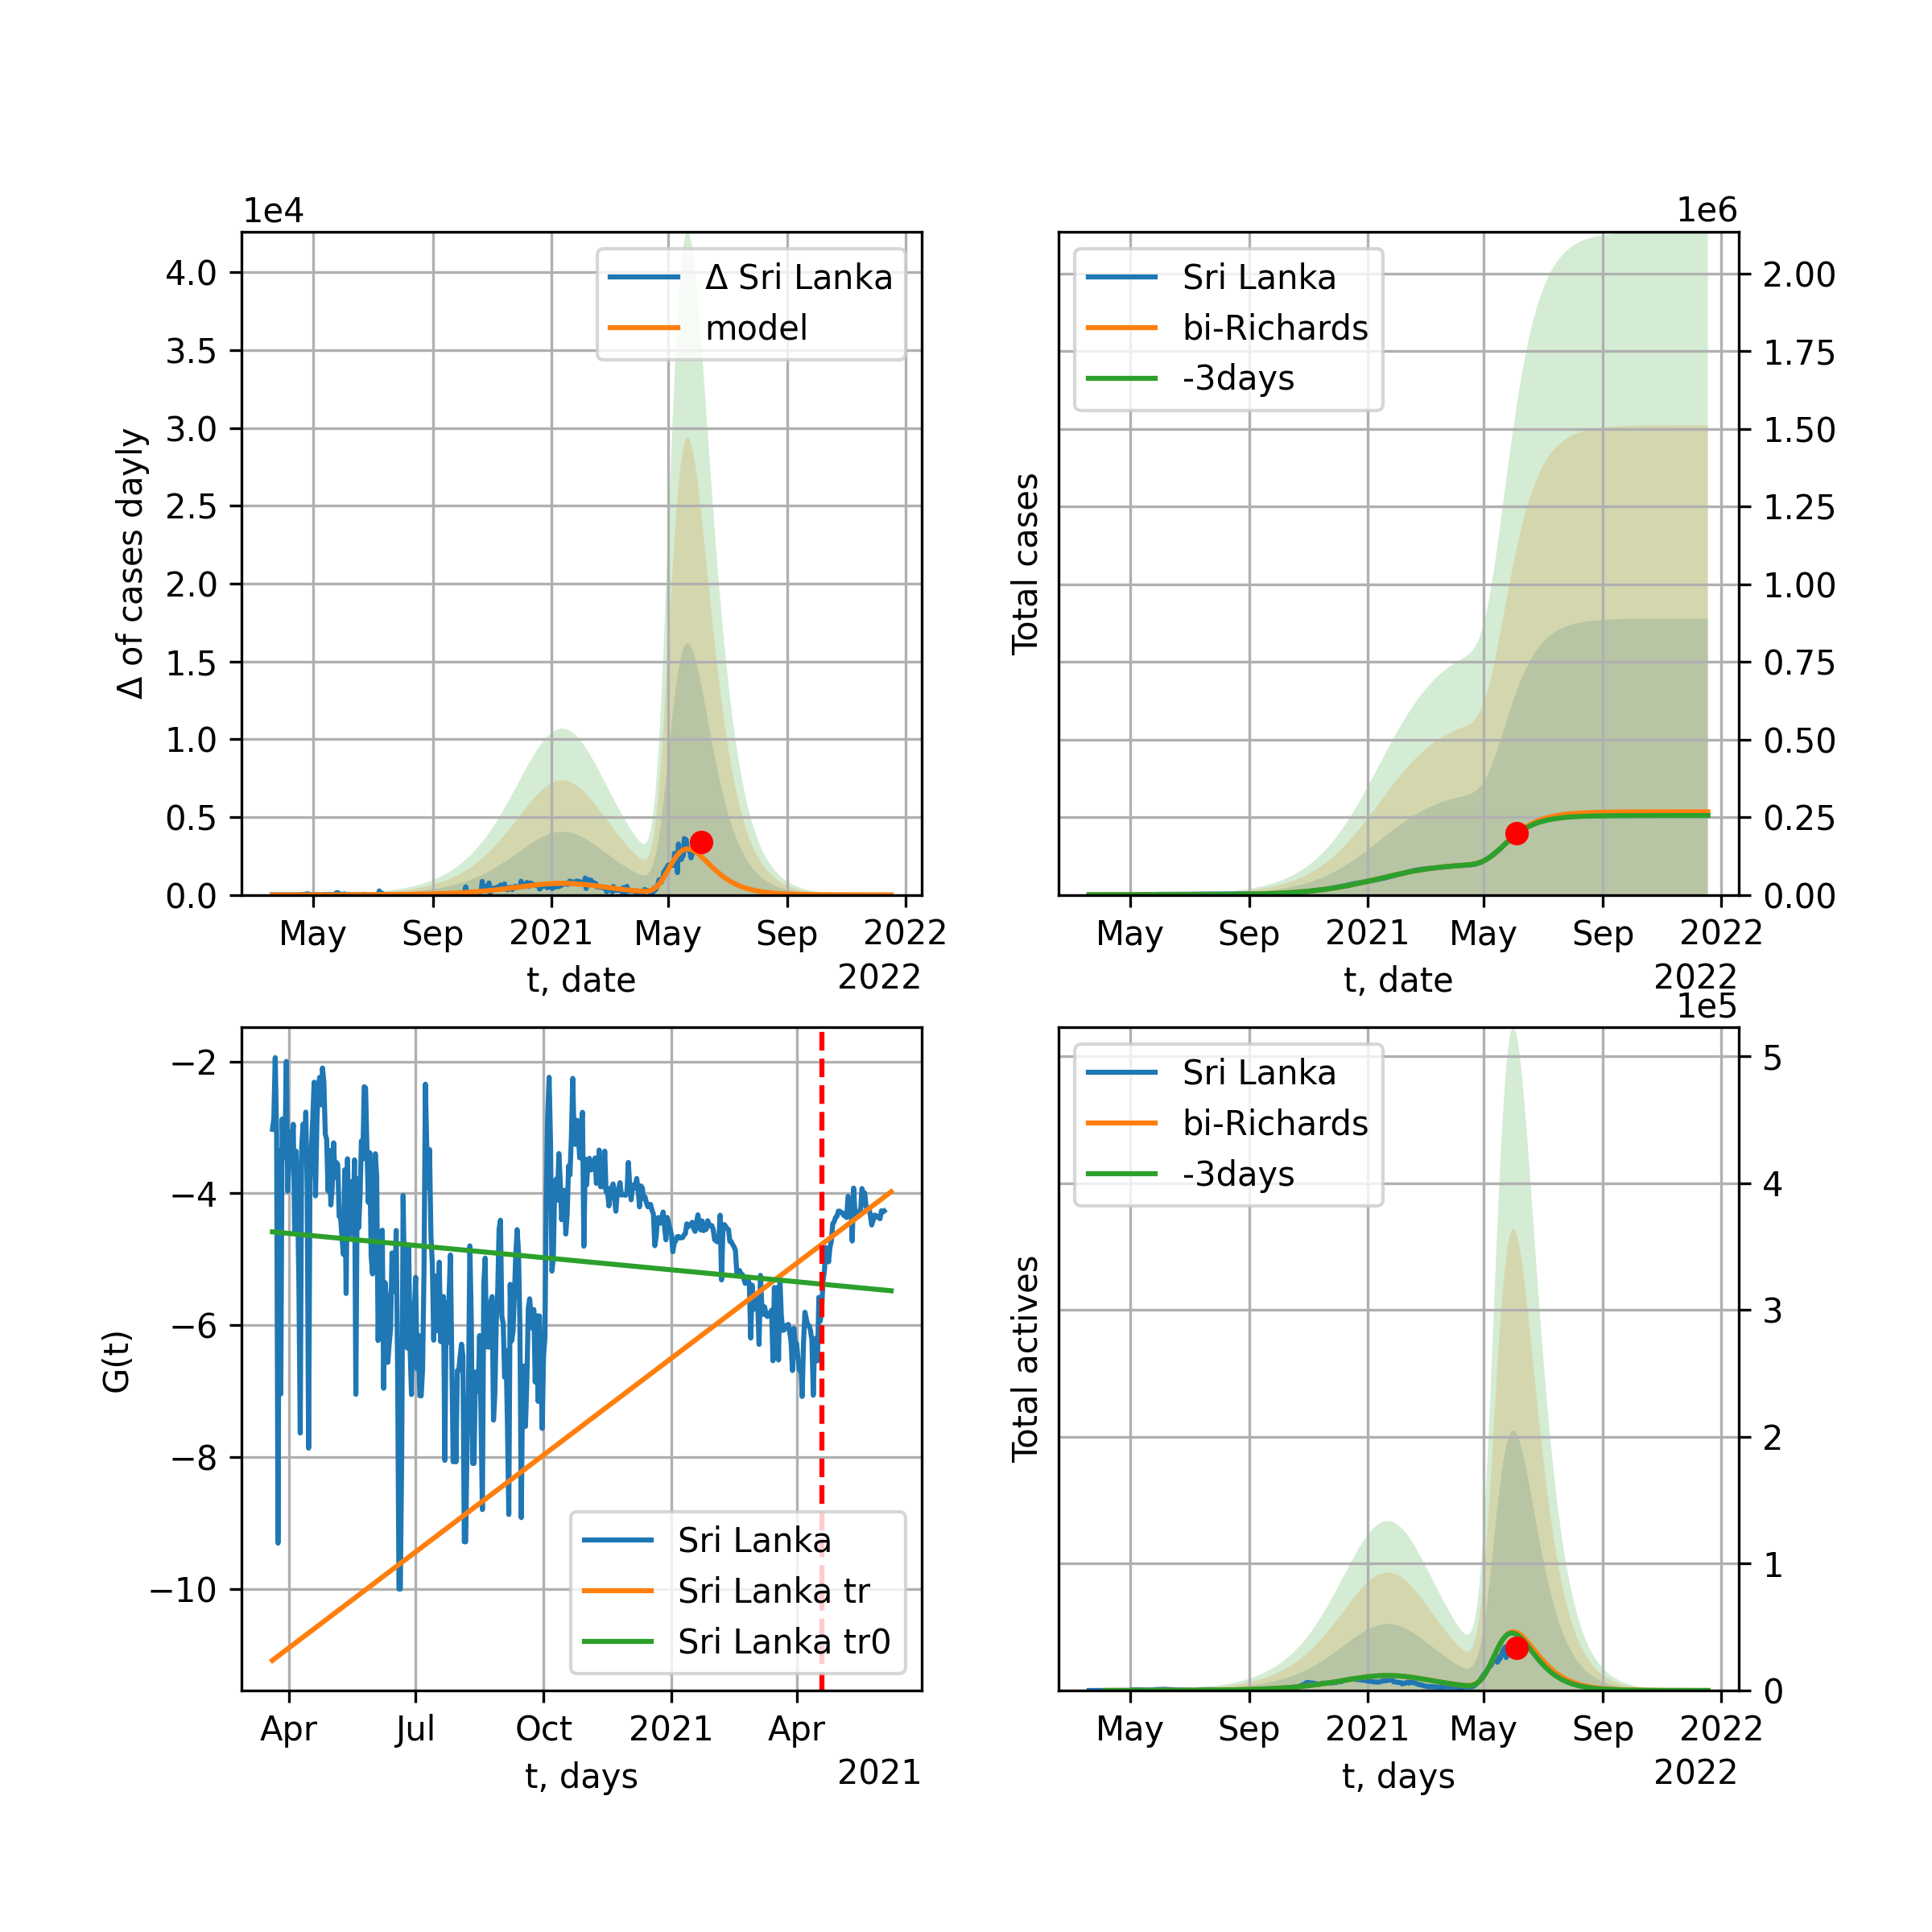 1e4
Δ of cases dayly
4.0
3.5
3.0
2.5
2.0
1.5
1.0
0.5
0.0
Δ Sri Lanka
model
May Sep 2021 May Sep 2022
t, date
2022
1e6
Total cases
Sri Lanka
bi-Richards
-3days
2.00
1.75
1.50
1.25
1.00
0.75
0.50
0.25
0.00
May Sep 2021 May Sep 2022
t, date
2022
G(t)
−2
−4
−6
−8
−10
Sri Lanka
Sri Lanka tr
Sri Lanka tr0
Apr Jul Oct 2021 Apr
t, days
2021
1e5
Total actives
Sri Lanka
bi-Richards
-3days
5
4
3
2
1
0
May Sep 2021 May Sep 2022
t, days
2022